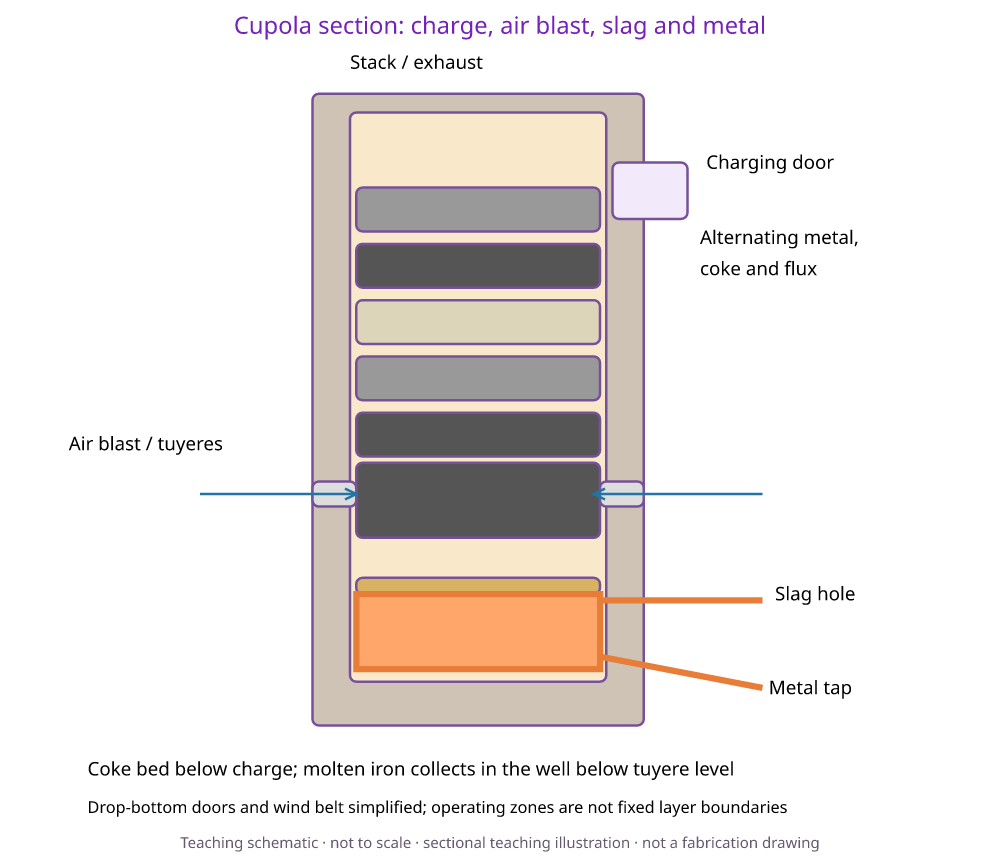 Cupola section: charge, air blast, slag and metal
Stack / exhaust
Charging door
Alternating metal,
coke and flux
Air blast / tuyeres
Slag hole
Metal tap
Coke bed below charge; molten iron collects in the well below tuyere level
Drop-bottom doors and wind belt simplified; operating zones are not fixed layer boundaries
Teaching schematic · not to scale · sectional teaching illustration · not a fabrication drawing